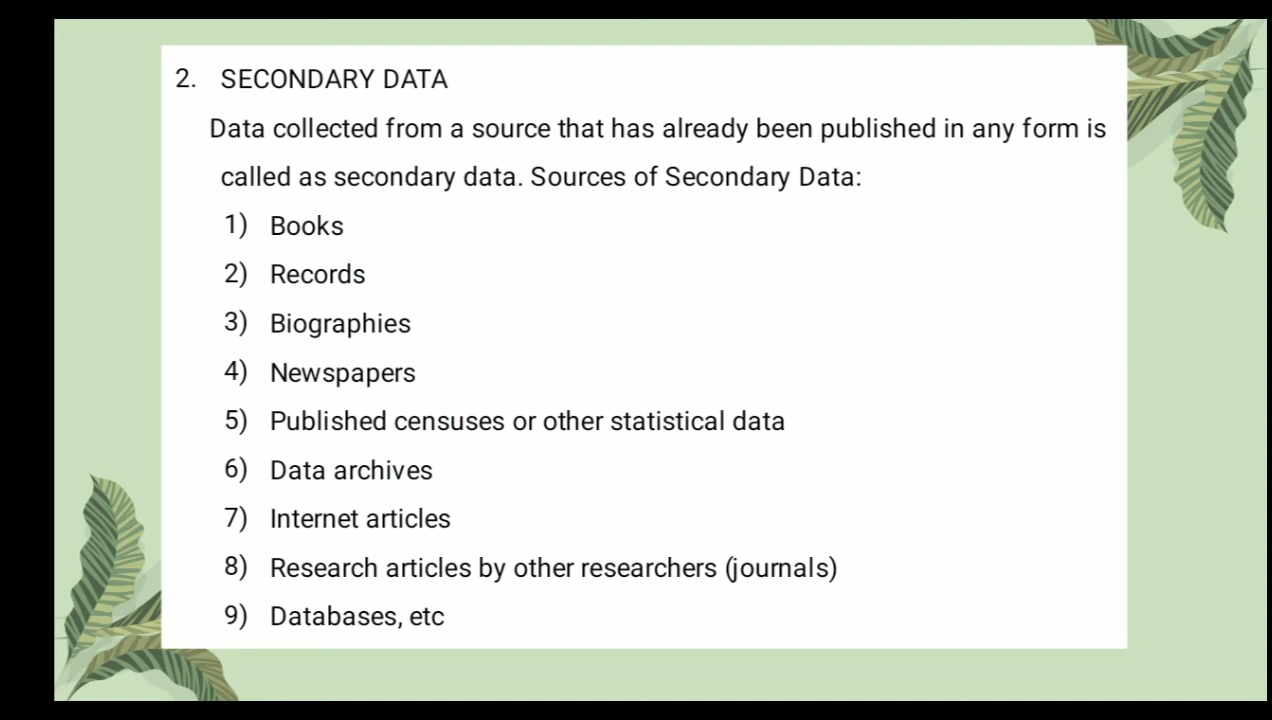 2. SECONDARY DATA
Data collected from a source that has already been published in any form is
called as secondary data. Sources of Secondary Data:
1) Books
2) Records
3) Biographies
4) Newspapers
5) Published censuses or other statistical data
6) Data archives
7) Internet articles
8) Research articles by other researchers (journals)
9) Databases, etc